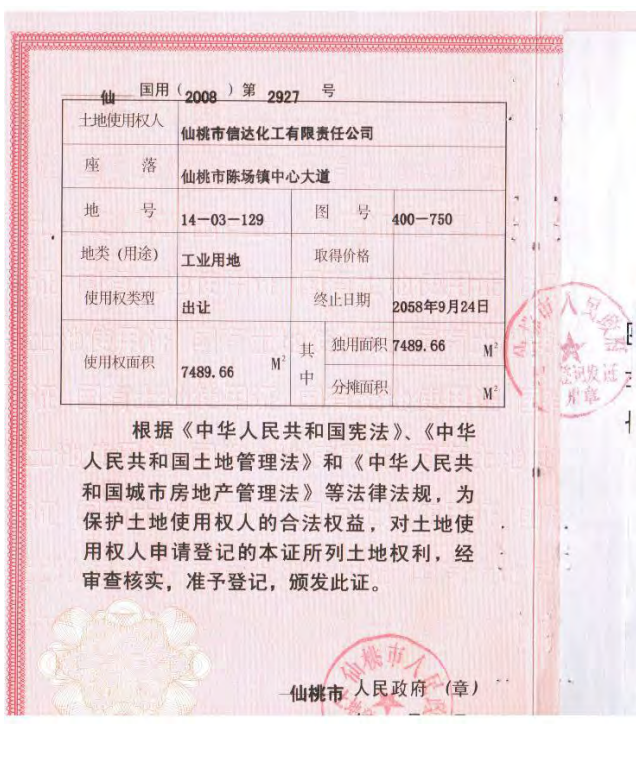 仙 国用（2008）第 2927 号
土地使用权人 仙桃市信达化工有限责任公司
座 落 仙桃市陈场镇中心大道
地 号 14－03－129 图 号 400－750
地类（用途） 工业用地 取得价格
使用权类型 出让 终止日期 2058年9月24日
使用权面积 7489.66 M² 其中 独用面积 7489.66 M²
分摊面积 M²
根据《中华人民共和国宪法》、《中华
人民共和国土地管理法》和《中华人民共
和国城市房地产管理法》等法律法规，为
保护土地使用权人的合法权益，对土地使
用权人申请登记的本证所列土地权利，经
审查核实，准予登记，颁发此证。
仙桃市人
仙桃市 人民政府（章）